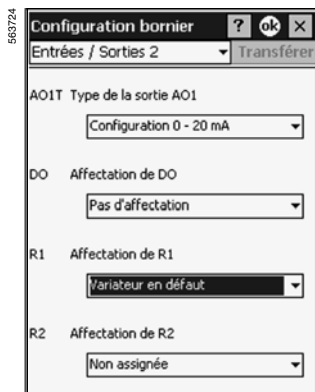 563724
Configuration bornier ? ok ×
Entrées / Sorties 2 Transférer
AO1T Type de la sortie AO1
Configuration 0 - 20 mA
DO Affectation de DO
Pas d'affectation
R1 Affectation de R1
Variateur en défaut
R2 Affectation de R2
Non assignée